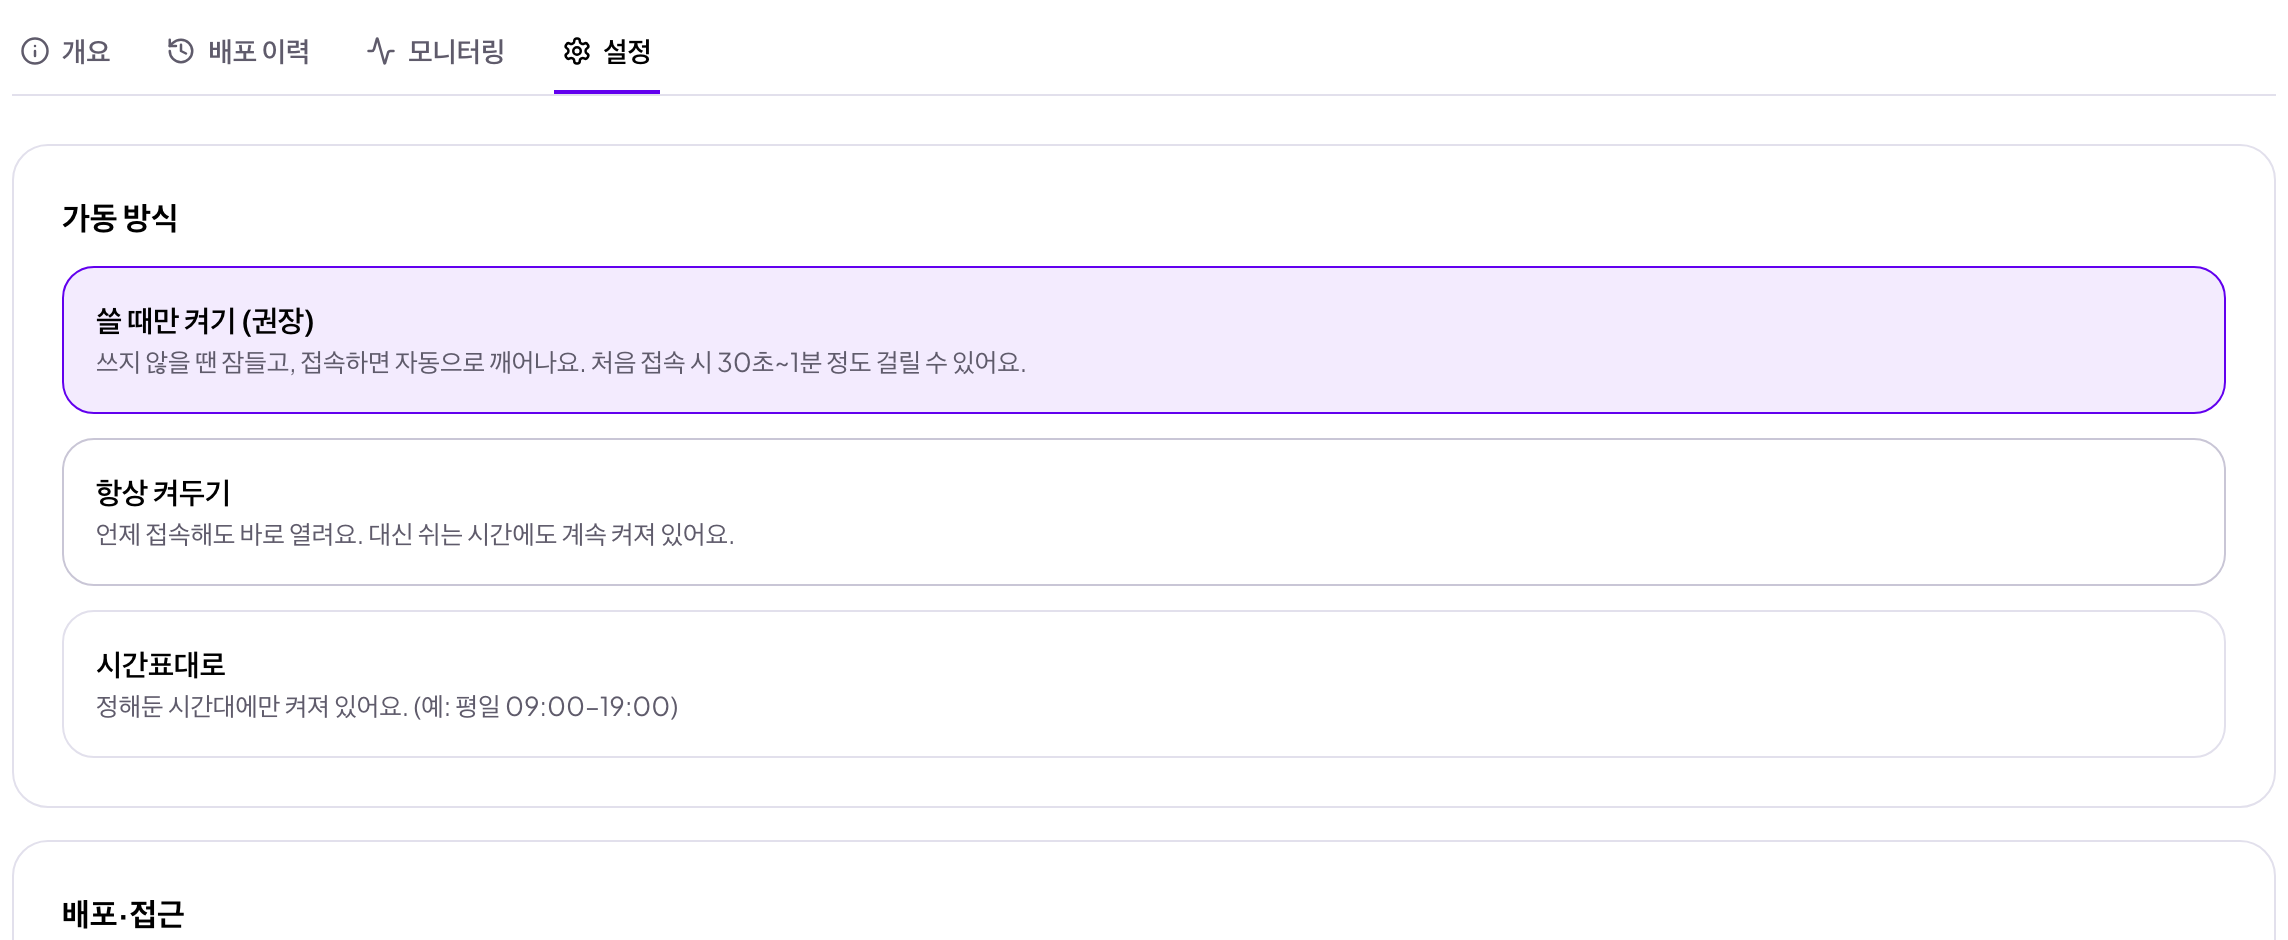 개요 배포 이력 모니터링 설정
가동 방식
쓸 때만 켜기 (권장)
쓰지 않을 땐 잠들고, 접속하면 자동으로 깨어나요. 처음 접속 시 30초~1분 정도 걸릴 수 있어요.
항상 켜두기
언제 접속해도 바로 열려요. 대신 쉬는 시간에도 계속 켜져 있어요.
시간표대로
정해둔 시간대에만 켜져 있어요. (예: 평일 09:00–19:00)
배포·접근